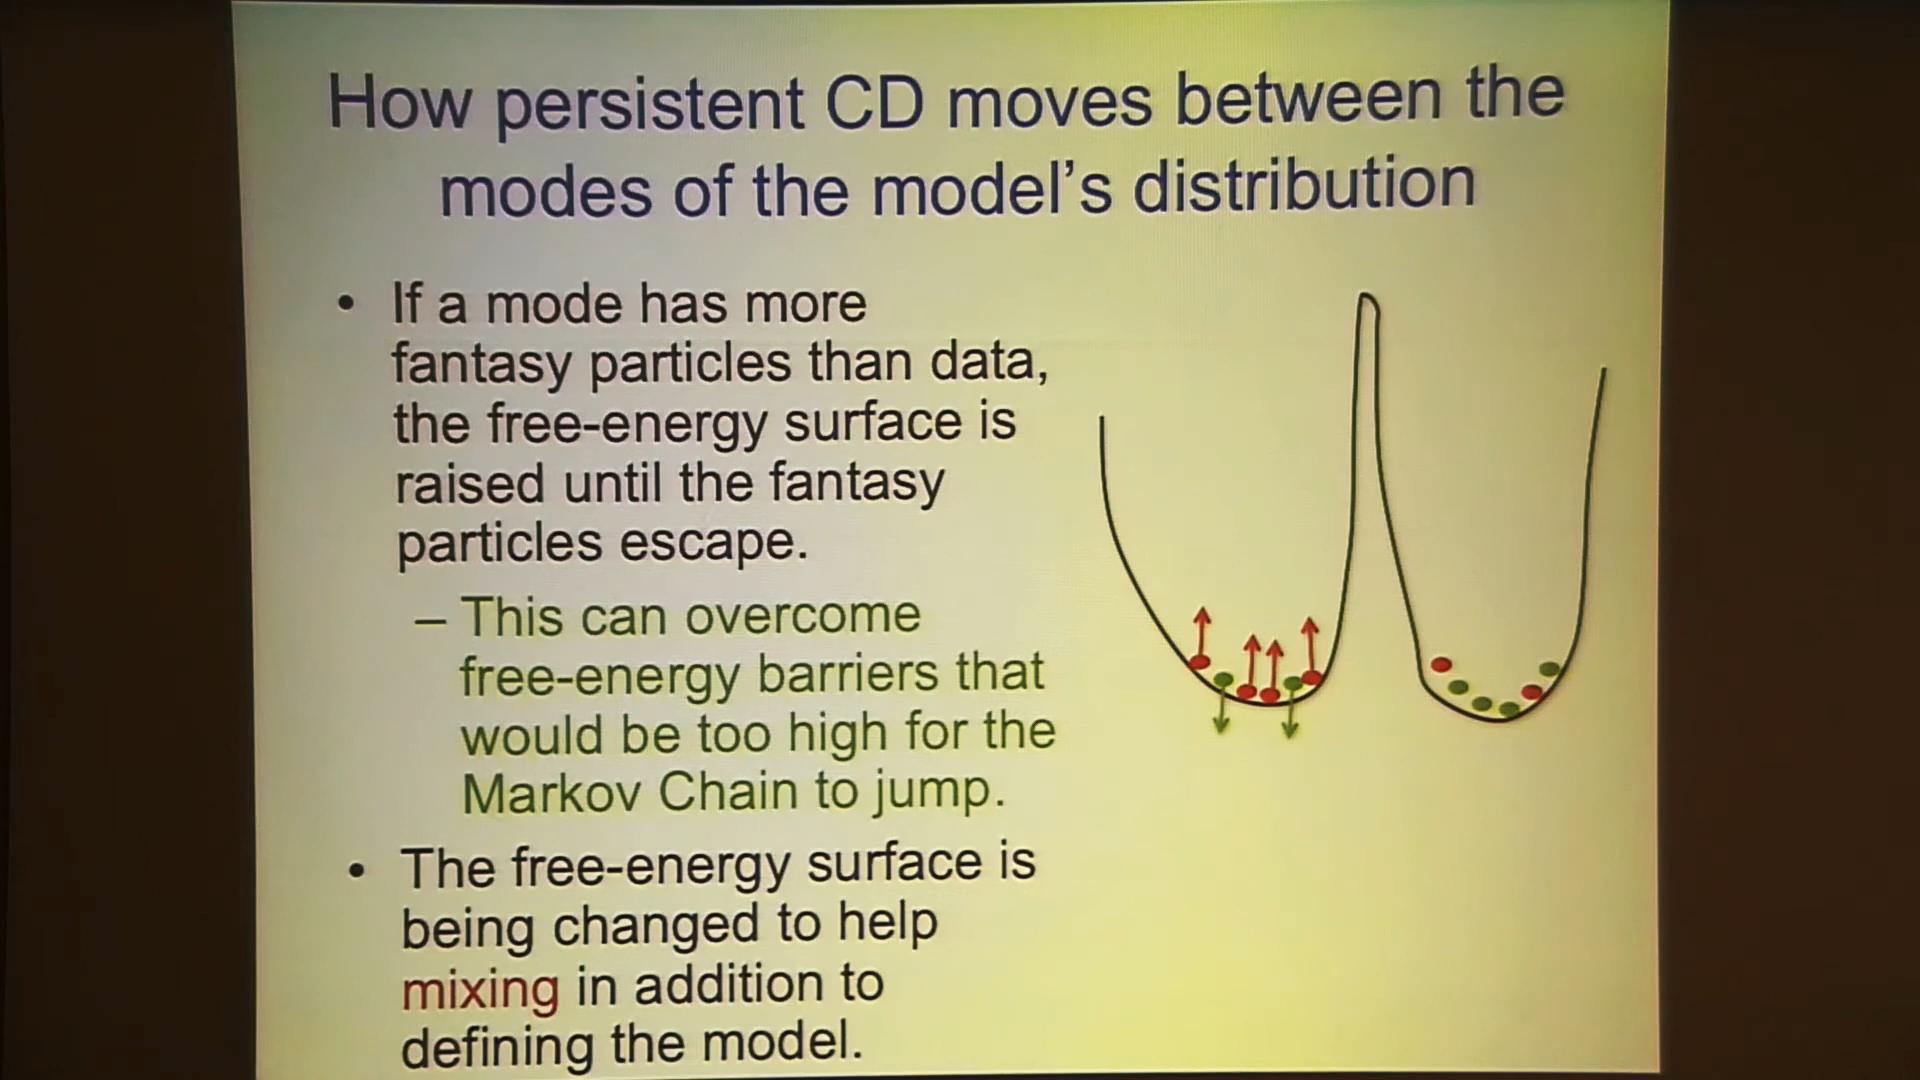 How persistent CD moves between the
modes of the model's distribution
• If a mode has more
fantasy particles than data,
the free-energy surface is
raised until the fantasy
particles escape.
– This can overcome
free-energy barriers that
would be too high for the
Markov Chain to jump.
• The free-energy surface is
being changed to help
mixing in addition to
defining the model.